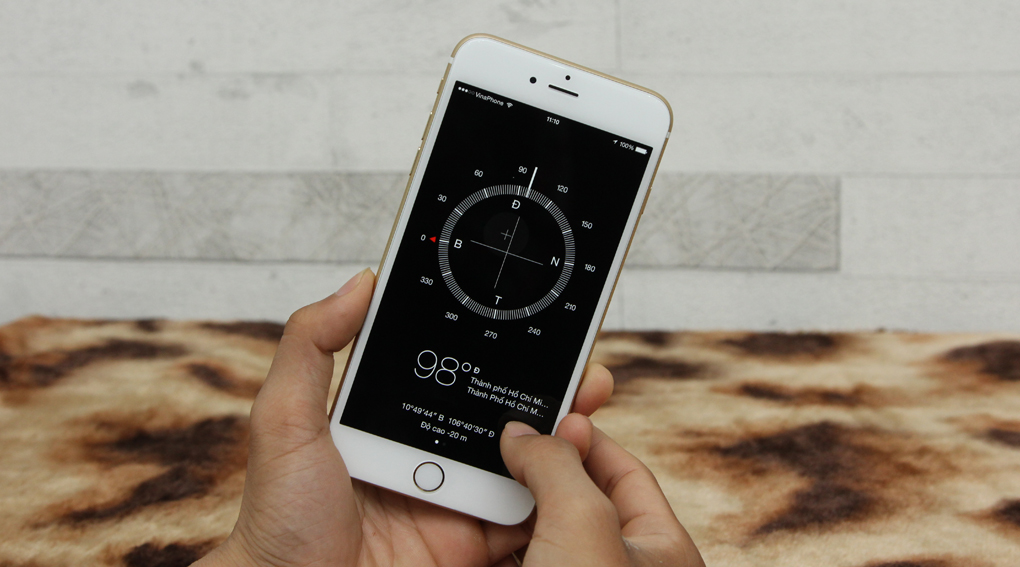 VinaPhone
11:10
100%
90
60
120
30
Đ
150
0
B
N
180
330
T
210
300
240
270
98° Đ
Thành phố Hồ Chí Mi...
Thành Phố Hồ Chí M...
10°49'44" B 106°40'30" Đ
Độ cao -20 m